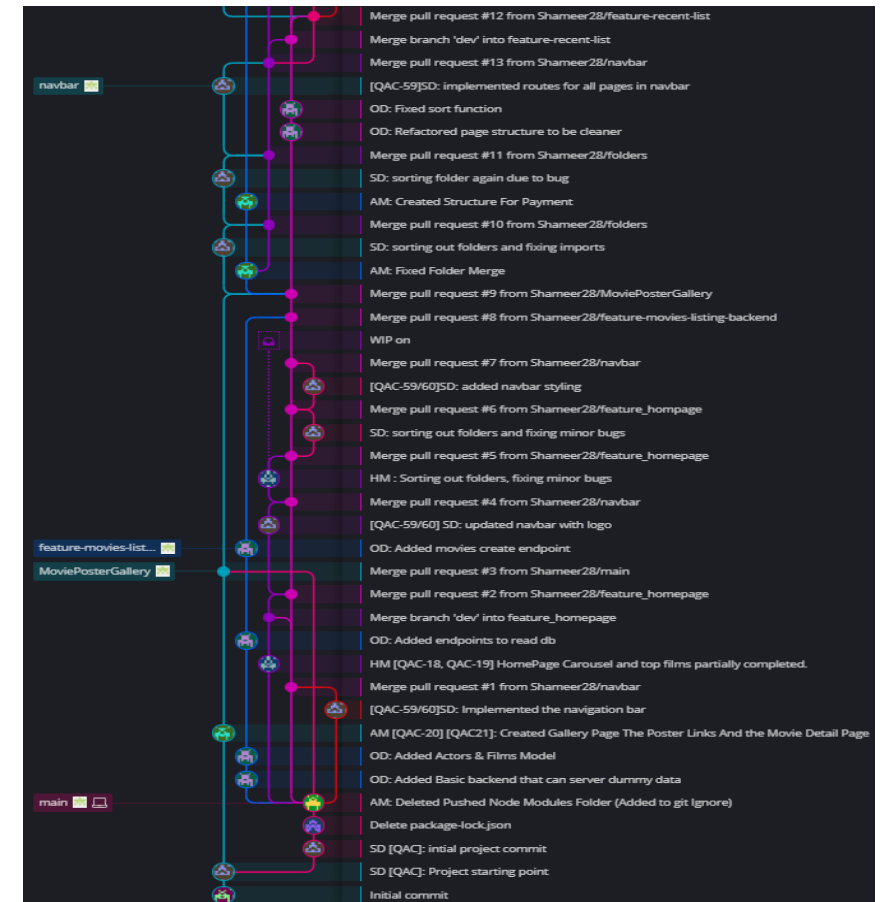 Merge pull request #12 from Shameer28/feature-recent-list
Merge branch 'dev' into feature-recent-list
Merge pull request #13 from Shameer28/navbar
navbar [QAC-59]SD: implemented routes for all pages in navbar
OD: Fixed sort function
OD: Refactored page structure to be cleaner
Merge pull request #11 from Shameer28/folders
SD: sorting folder again due to bug
AM: Created Structure For Payment
Merge pull request #10 from Shameer28/folders
SD: sorting out folders and fixing imports
AM: Fixed Folder Merge
Merge pull request #9 from Shameer28/MoviePosterGallery
Merge pull request #8 from Shameer28/feature-movies-listing-backend
WIP on
Merge pull request #7 from Shameer28/navbar
[QAC-59/60]SD: added navbar styling
Merge pull request #6 from Shameer28/feature_hompage
SD: sorting out folders and fixing minor bugs
Merge pull request #5 from Shameer28/feature_homepage
HM : Sorting out folders, fixing minor bugs
Merge pull request #4 from Shameer28/navbar
[QAC-59/60] SD: updated navbar with logo
feature-movies-list... OD: Added movies create endpoint
MoviePosterGallery Merge pull request #3 from Shameer28/main
Merge pull request #2 from Shameer28/feature_homepage
Merge branch 'dev' into feature_homepage
OD: Added endpoints to read db
HM [QAC-18, QAC-19] HomePage Carousel and top films partially completed.
Merge pull request #1 from Shameer28/navbar
[QAC-59/60]SD: Implemented the navigation bar
AM [QAC-20] [QAC21]: Created Gallery Page The Poster Links And the Movie Detail Page
OD: Added Actors & Films Model
OD: Added Basic backend that can server dummy data
main AM: Deleted Pushed Node Modules Folder (Added to git Ignore)
Delete package-lock.json
SD [QAC]: intial project commit
SD [QAC]: Project starting point
Initial commit